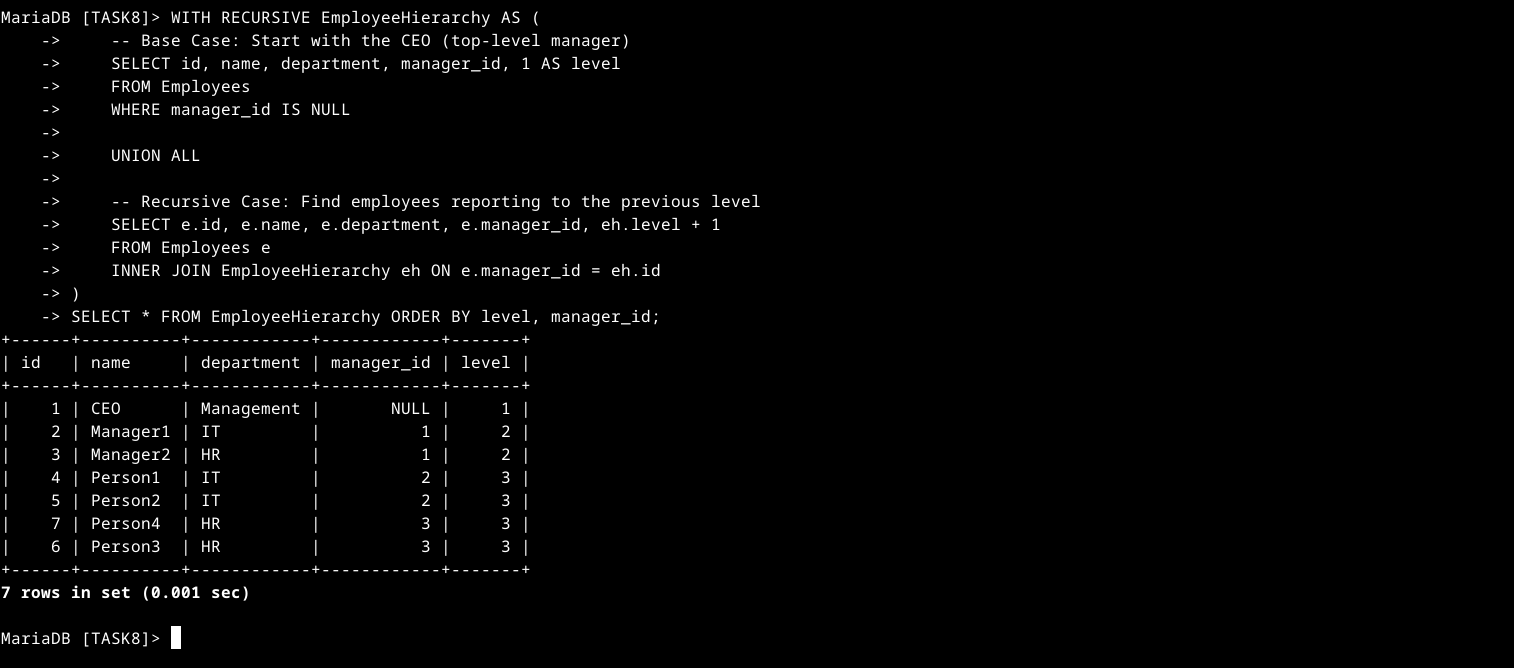 MariaDB [TASK8]> WITH RECURSIVE EmployeeHierarchy AS (
    ->     -- Base Case: Start with the CEO (top-level manager)
    ->     SELECT id, name, department, manager_id, 1 AS level
    ->     FROM Employees
    ->     WHERE manager_id IS NULL
    ->
    ->     UNION ALL
    ->
    ->     -- Recursive Case: Find employees reporting to the previous level
    ->     SELECT e.id, e.name, e.department, e.manager_id, eh.level + 1
    ->     FROM Employees e
    ->     INNER JOIN EmployeeHierarchy eh ON e.manager_id = eh.id
    -> )
    -> SELECT * FROM EmployeeHierarchy ORDER BY level, manager_id;
+------+----------+------------+------------+-------+
| id   | name     | department | manager_id | level |
+------+----------+------------+------------+-------+
|    1 | CEO      | Management |       NULL |     1 |
|    2 | Manager1 | IT         |          1 |     2 |
|    3 | Manager2 | HR         |          1 |     2 |
|    4 | Person1  | IT         |          2 |     3 |
|    5 | Person2  | IT         |          2 |     3 |
|    7 | Person4  | HR         |          3 |     3 |
|    6 | Person3  | HR         |          3 |     3 |
+------+----------+------------+------------+-------+
7 rows in set (0.001 sec)

MariaDB [TASK8]>